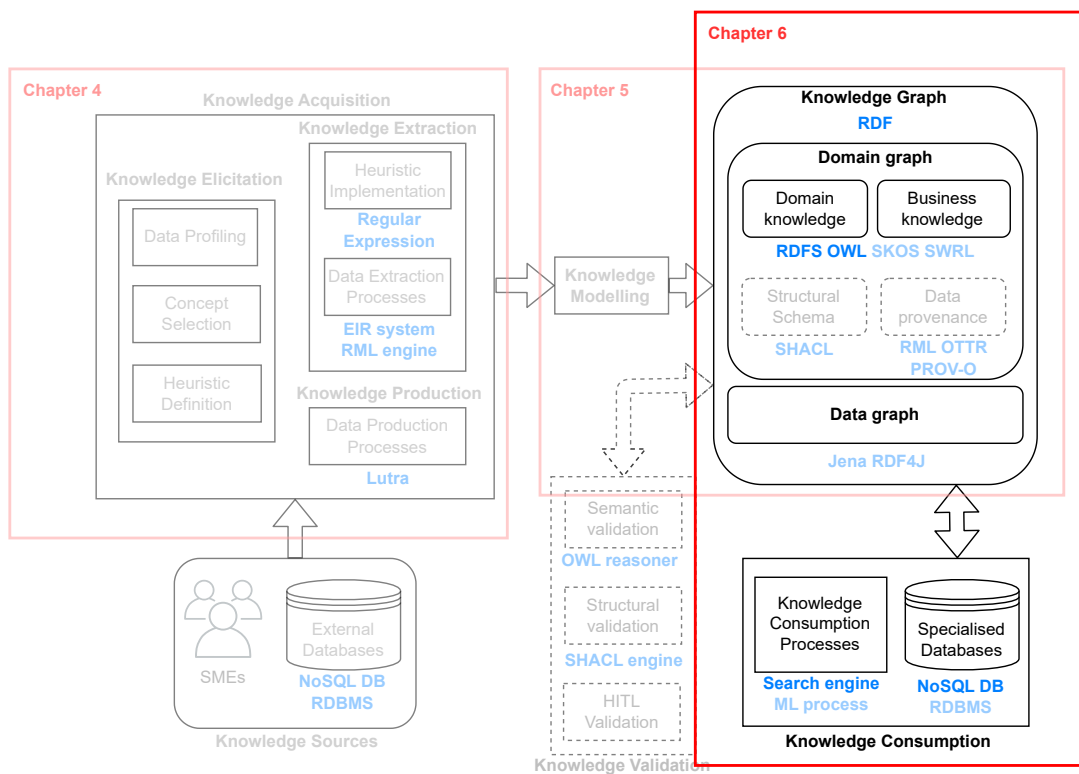 Chapter 6
Chapter 4
Knowledge Acquisition
Knowledge Elicitation
Data Profiling
Concept
Selection
Heuristic
Definition
Knowledge Extraction
Heuristic
Implementation
Regular
Expression
Data Extraction
Processes
EIR system
RML engine
Knowledge Production
Data Production
Processes
Lutra
SMEs
External
Databases
NoSQL DB
RDBMS
Knowledge Sources
Chapter 5
Knowledge
Modelling
Semantic
validation
OWL reasoner
Structural
validation
SHACL engine
HITL
Validation
Knowledge Validation
Knowledge Graph
RDF
Domain graph
Domain
knowledge
Business
knowledge
RDFS OWL SKOS SWRL
Structural
Schema
SHACL
Data
provenance
RML OTTR
PROV-O
Data graph
Jena RDF4J
Knowledge
Consumption
Processes
Search engine
ML process
Specialised
Databases
NoSQL DB
RDBMS
Knowledge Consumption